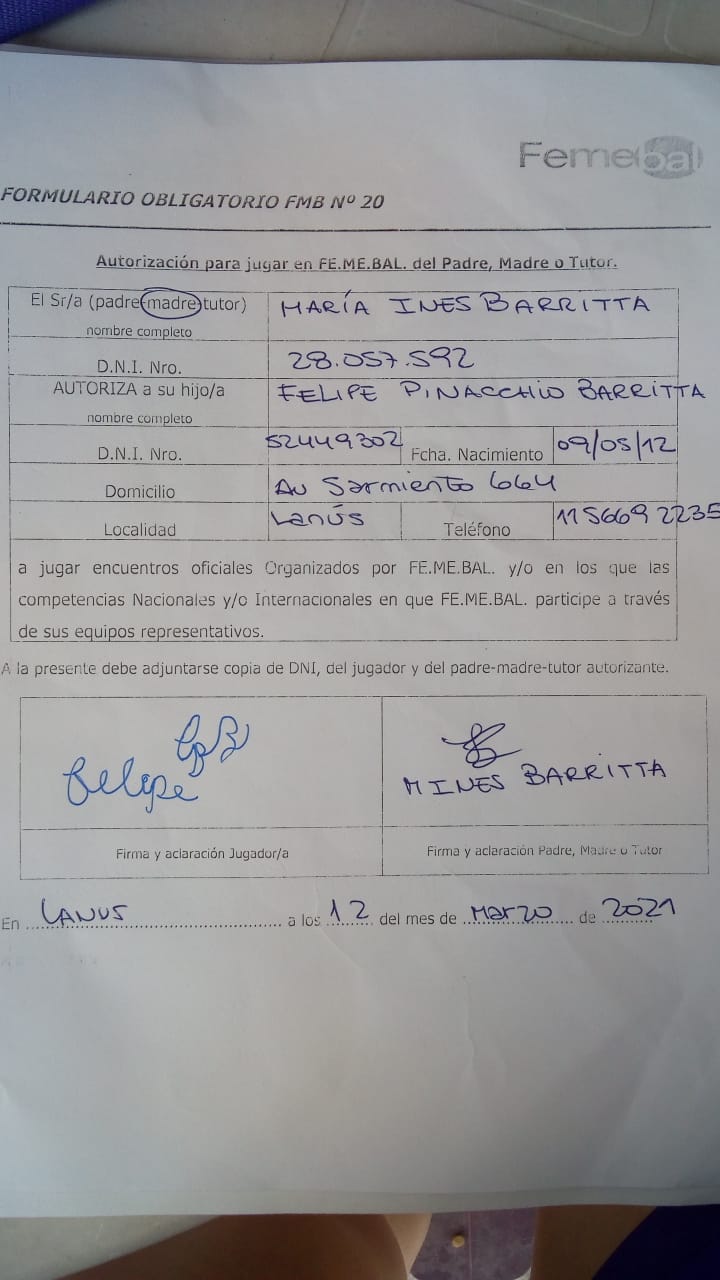 Femebal
FORMULARIO OBLIGATORIO FMB Nº 20
Autorización para jugar en FE.ME.BAL. del Padre, Madre o Tutor.
El Sr/a (padre-madre-tutor) MARÍA INES BARRITTA
nombre completo
D.N.I. Nro. 28.057.592
AUTORIZA a su hijo/a FELIPE PINACCHIO BARRITTA
nombre completo
D.N.I. Nro. 52449302 Fcha. Nacimiento 09/05/12
Domicilio Av Sarmiento 664
Localidad Lanús Teléfono 1156692235
a jugar encuentros oficiales Organizados por FE.ME.BAL. y/o en los que las
competencias Nacionales y/o Internacionales en que FE.ME.BAL. participe a través
de sus equipos representativos.
A la presente debe adjuntarse copia de DNI, del jugador y del padre-madre-tutor autorizante.
Felipe
M INES BARRITTA
Firma y aclaración Jugador/a Firma y aclaración Padre, Madre o Tutor
En LANUS a los 12 del mes de Marzo de 2021